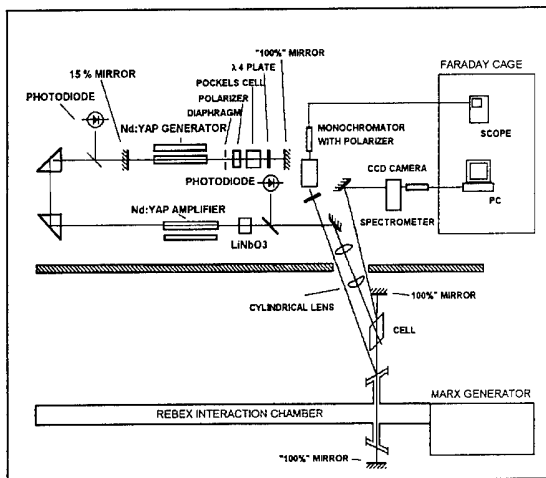 "100%" MIRROR
λ 4 PLATE
POCKELS CELL
POLARIZER
DIAPHRAGM
15 % MIRROR
PHOTODIODE
Nd:YAP GENERATOR
PHOTODIODE
Nd:YAP AMPLIFIER
LiNbO3
FARADAY CAGE
SCOPE
MONOCHROMATOR
WITH POLARIZER
CCD CAMERA
SPECTROMETER
PC
100%" MIRROR
CYLINDRICAL LENS
CELL
REBEX INTERACTION CHAMBER
MARX GENERATOR
"100%" MIRROR